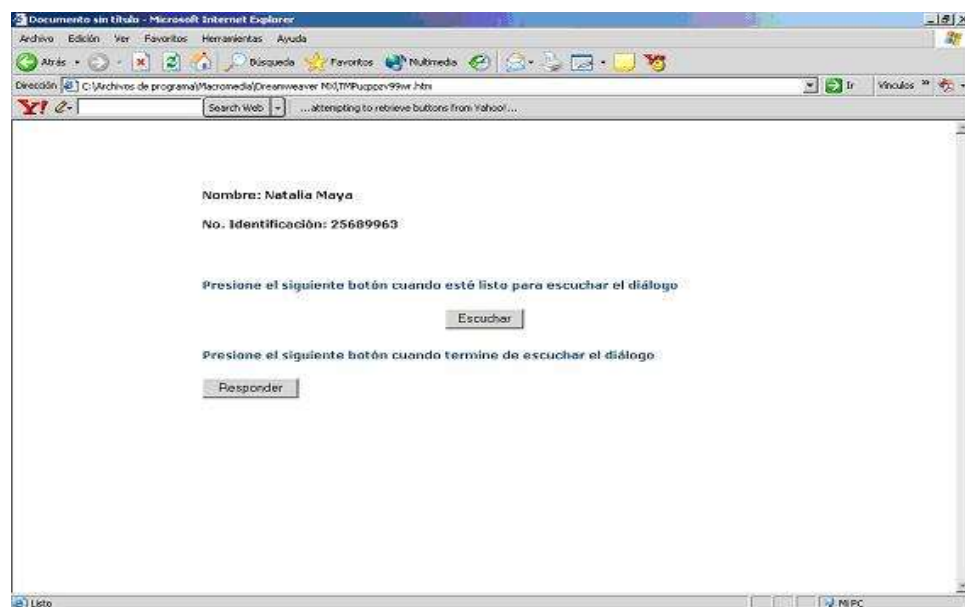 Documento sin título - Microsoft Internet Explorer
Archivo Edición Ver Favoritos Herramientas Ayuda
Atrás Búsqueda Favoritos Multimedia
Dirección C:\Archivos de programa\Macromedia\Dreamweaver MX\ Ir Vínculos »
Y! Search Web ...attempting to retrieve buttons from Yahoo!...
Nombre: Natalia Maya
No. Identificación: 25689963
Presione el siguiente botón cuando esté listo para escuchar el diálogo
Escuchar
Presione el siguiente botón cuando termine de escuchar el diálogo
Responder
Listo MI PC